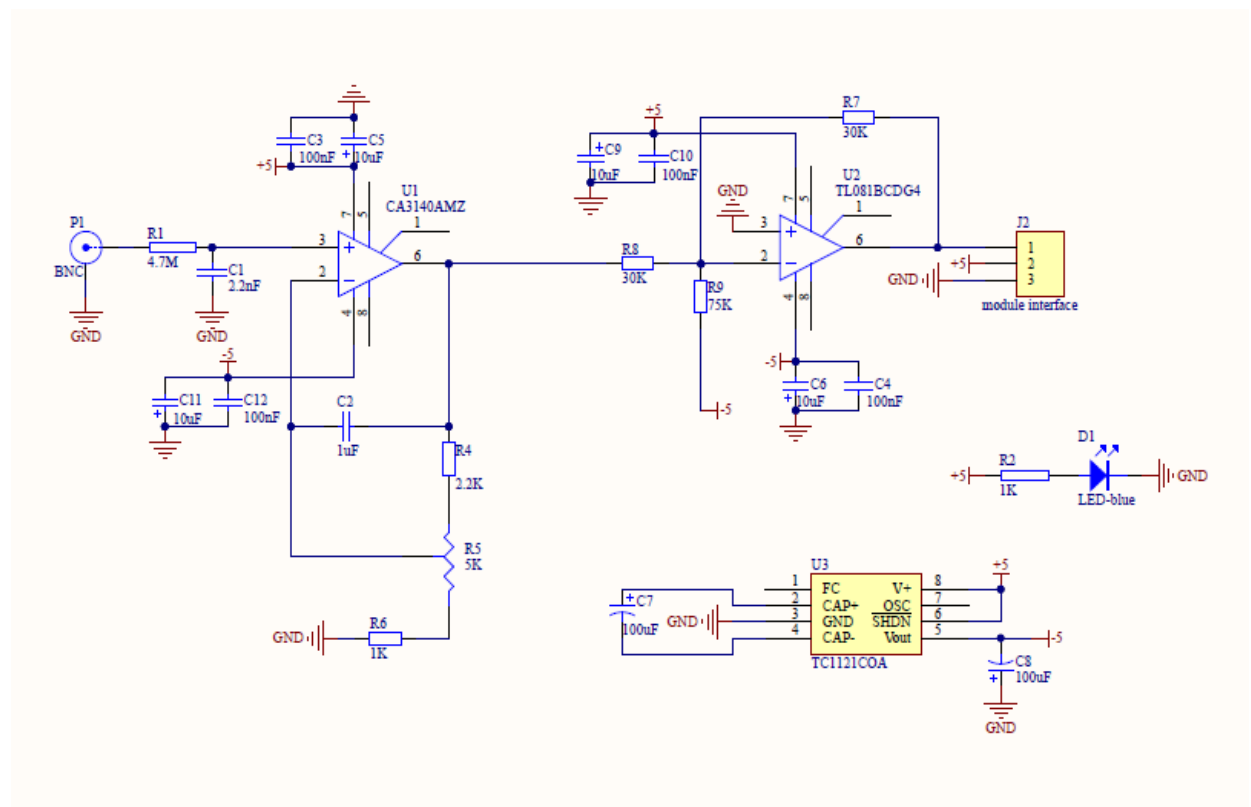 C3
100nF
C5
10uF
+5
U1
CA3140AMZ
7
5
1
3
2
6
4
8
P1
BNC
GND
R1
4.7M
C1
2.2nF
GND
-5
C11
10uF
C12
100nF
C2
1uF
R4
2.2K
R5
5K
GND
R6
1K
+5
C9
10uF
C10
100nF
R7
30K
U2
TL081BCDG4
GND
7
5
1
3
2
6
4
8
R8
30K
R9
75K
-5
-5
C6
10uF
C4
100nF
J2
1
+5
2
GND
3
module interface
D1
+5
R2
1K
LED-blue
GND
U3
C7
100uF
GND
1
2
3
4
FC
CAP+
GND
CAP-
V+
OSC
SHDN
Vout
8
7
6
5
TC1121COA
+5
-5
C8
100uF
GND